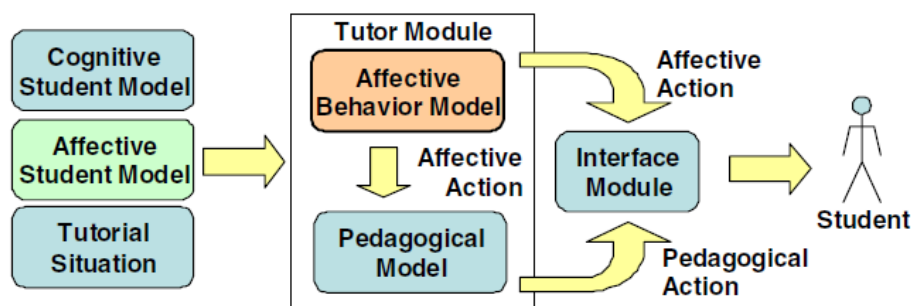 Cognitive
Student Model
Affective
Student Model
Tutorial
Situation
Tutor Module
Affective
Behavior Model
Affective
Action
Pedagogical
Model
Affective
Action
Interface
Module
Pedagogical
Action
Student